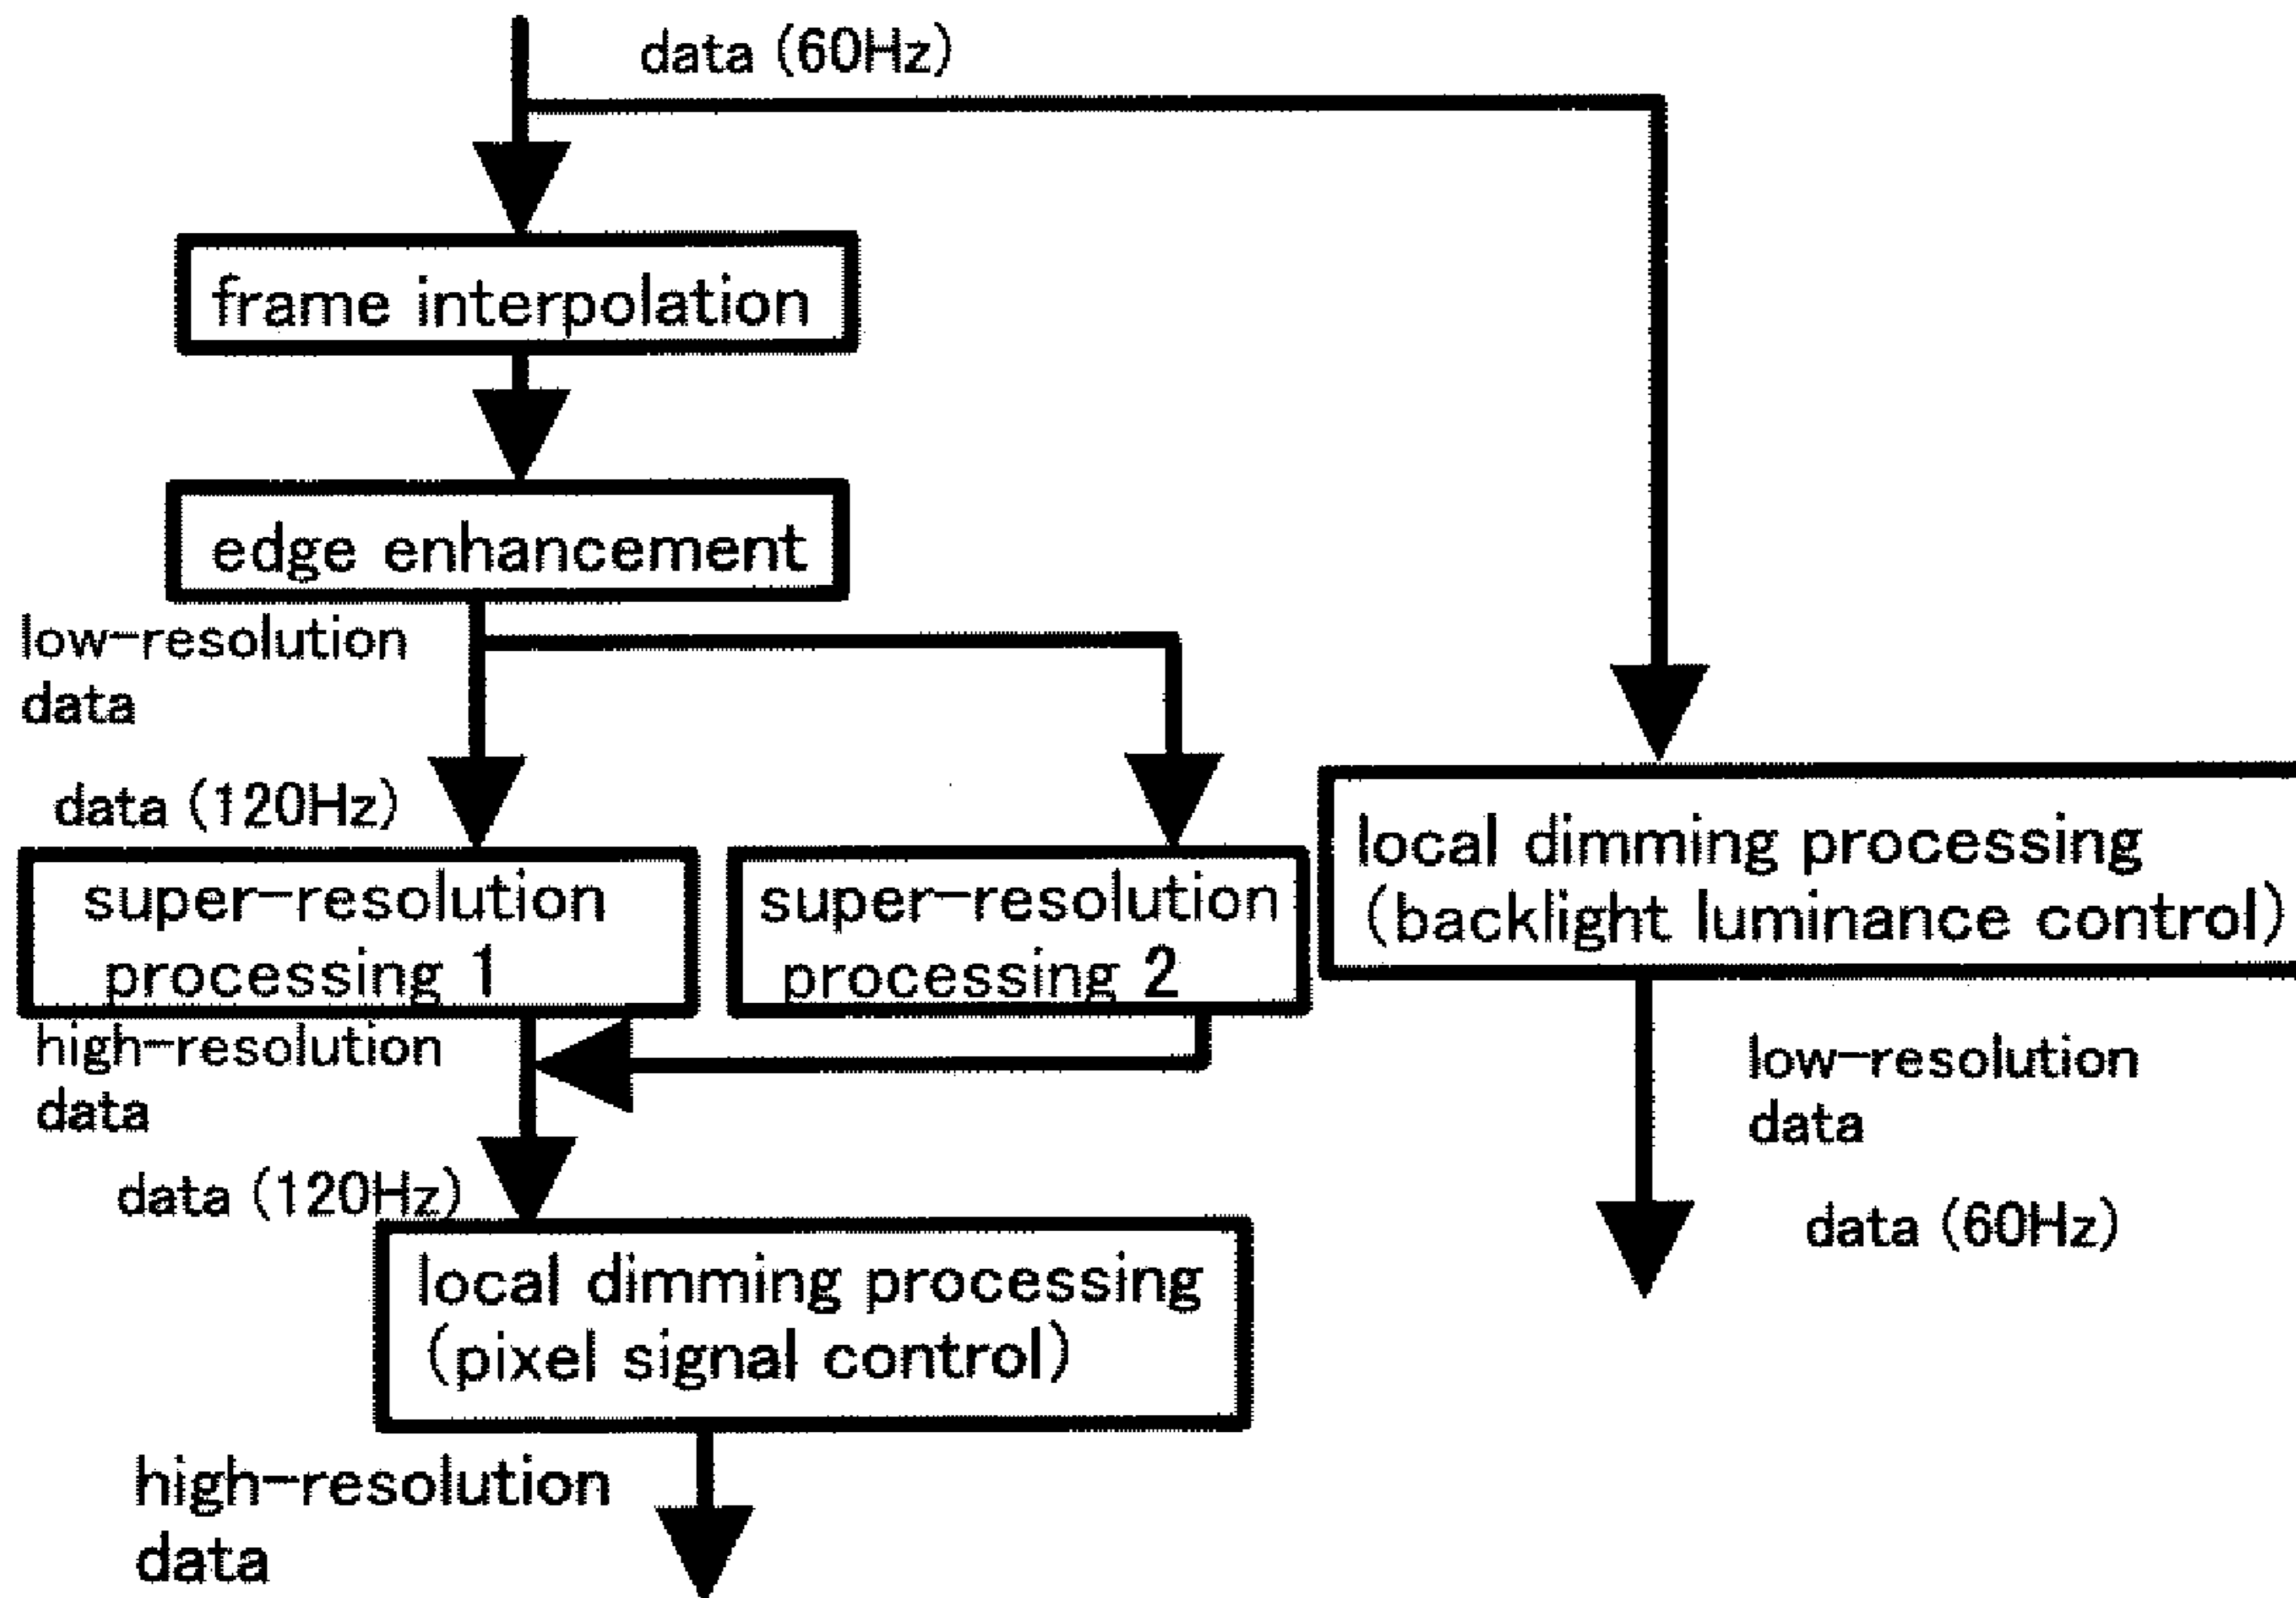 data (60Hz)
frame interpolation
edge enhancement
low-resolution
data
data (120Hz)
super-resolution
processing 1
super-resolution
processing 2
local dimming processing
(backlight luminance control)
high-resolution
data
data (120Hz)
low-resolution
data
data (60Hz)
local dimming processing
(pixel signal control)
high-resolution
data